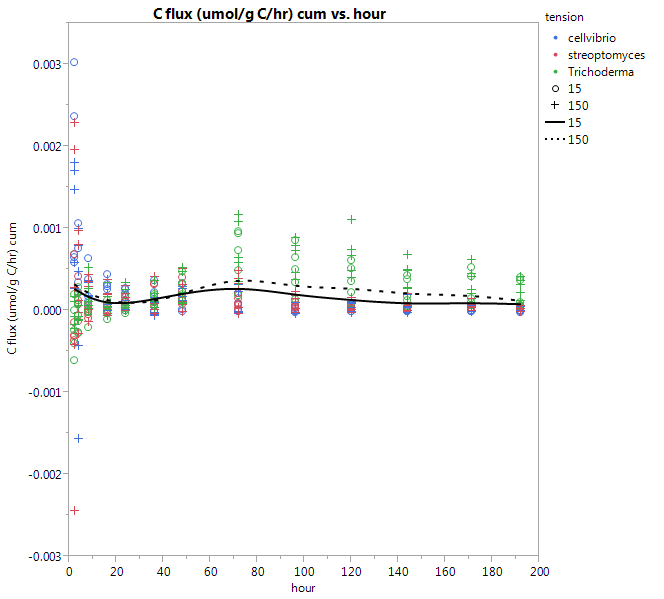 C flux (umol/g C/hr) cum vs. hour
tension
cellvibrio
streoptomyces
Trichoderma
15
150
15
150
C flux (umol/g C/hr) cum
0.003
0.002
0.001
0.000
-0.001
-0.002
-0.003
0 20 40 60 80 100 120 140 160 180 200
hour